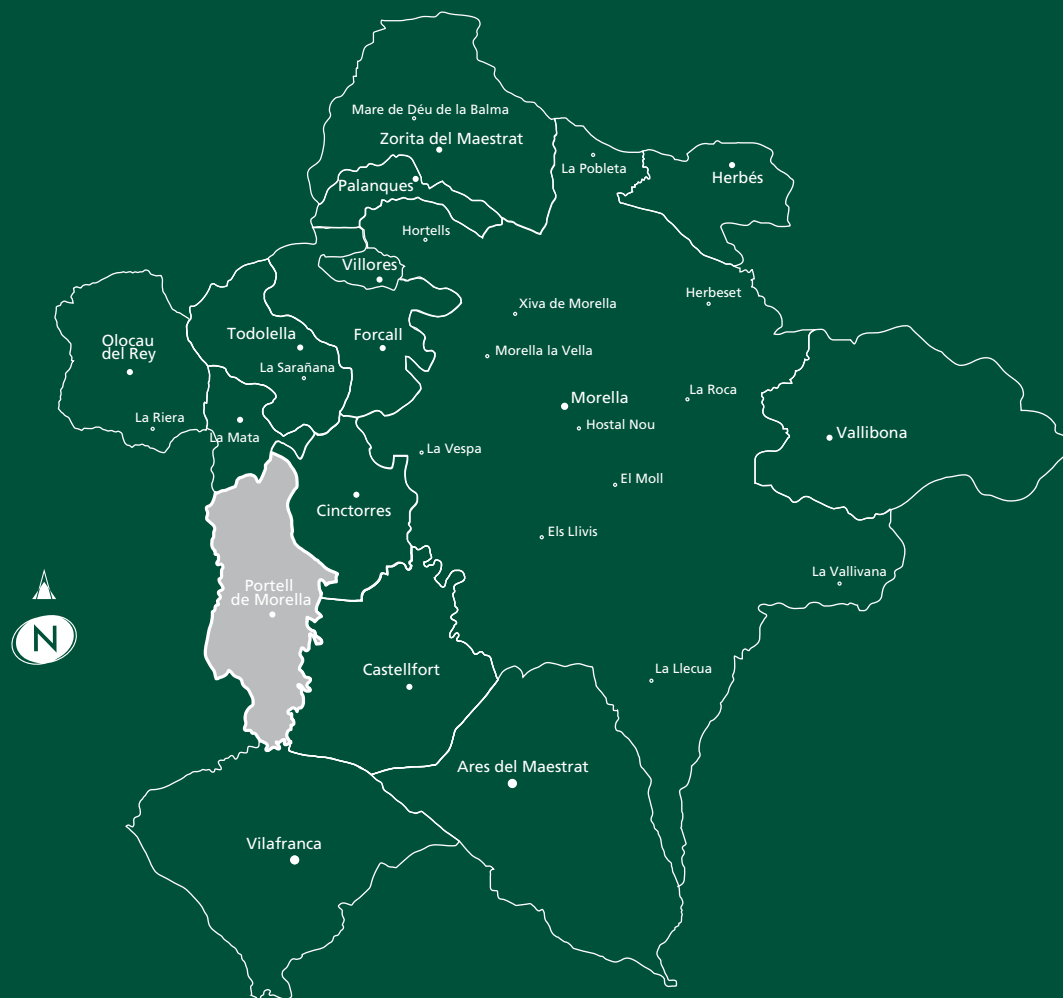 Mare de Déu de la Balma
Zorita del Maestrat
La Pobleta
Herbés
Palanques
Hortells
Villores
Herbeset
Xiva de Morella
Todolella
Forcall
Olocau
del Rey
Morella la Vella
La Sarañana
La Roca
Morella
La Riera
Hostal Nou
La Mata
Vallibona
La Vespa
El Moll
Cinctorres
Els Llivis
La Vallivana
Portell
de Morella
N
Castellfort
La Llecua
Ares del Maestrat
Vilafranca